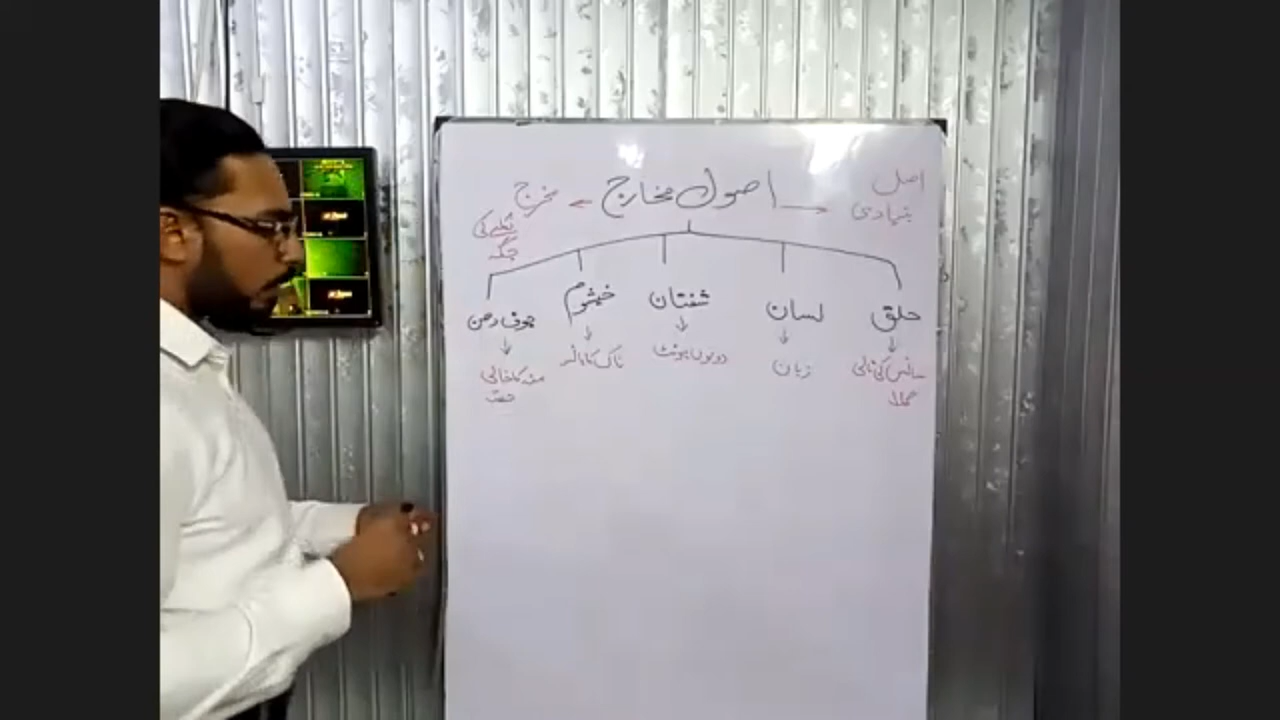 اصل
بنیادی
اصول مخارج
مخرج
نکلنے کی
جگہ
حلق
لسان
شفتان
خیشوم
جوف دہن
سانس کی نالی
زبان
دونوں ہونٹ
ناک کا بانسہ
منہ کا خالی
حصہ